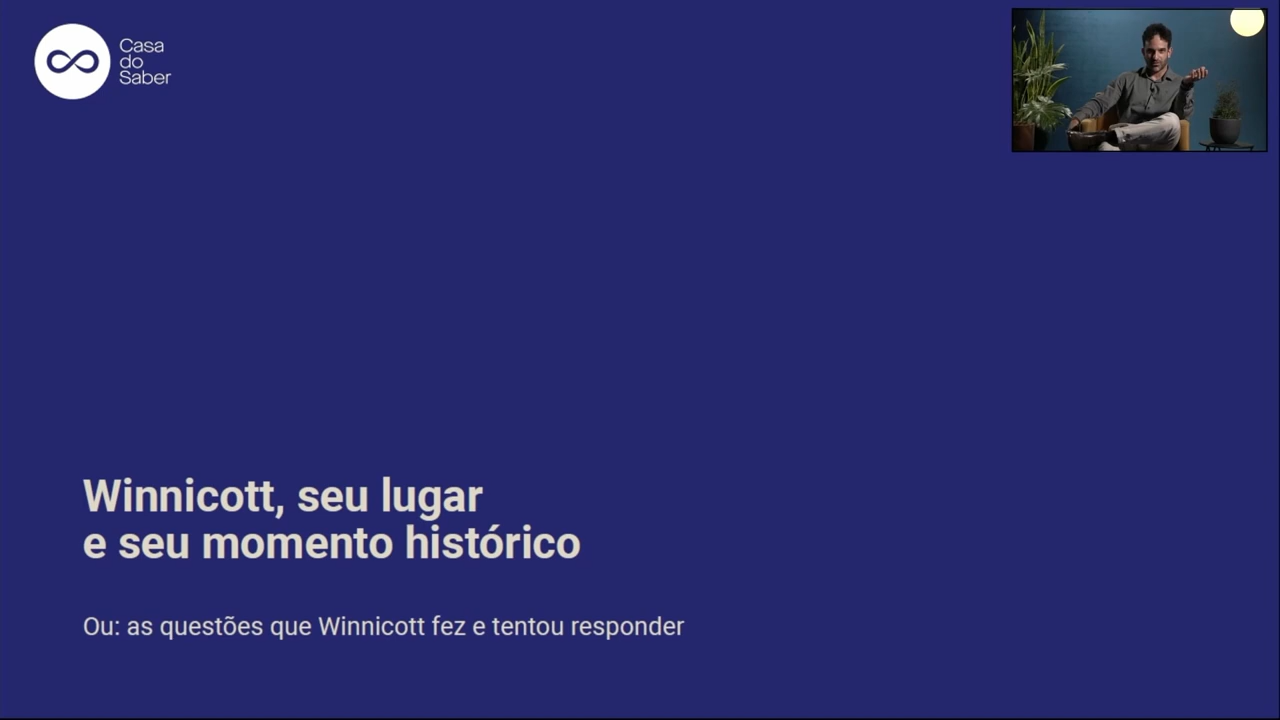 Casa
do
Saber
Winnicott, seu lugar
e seu momento histórico
Ou: as questões que Winnicott fez e tentou responder